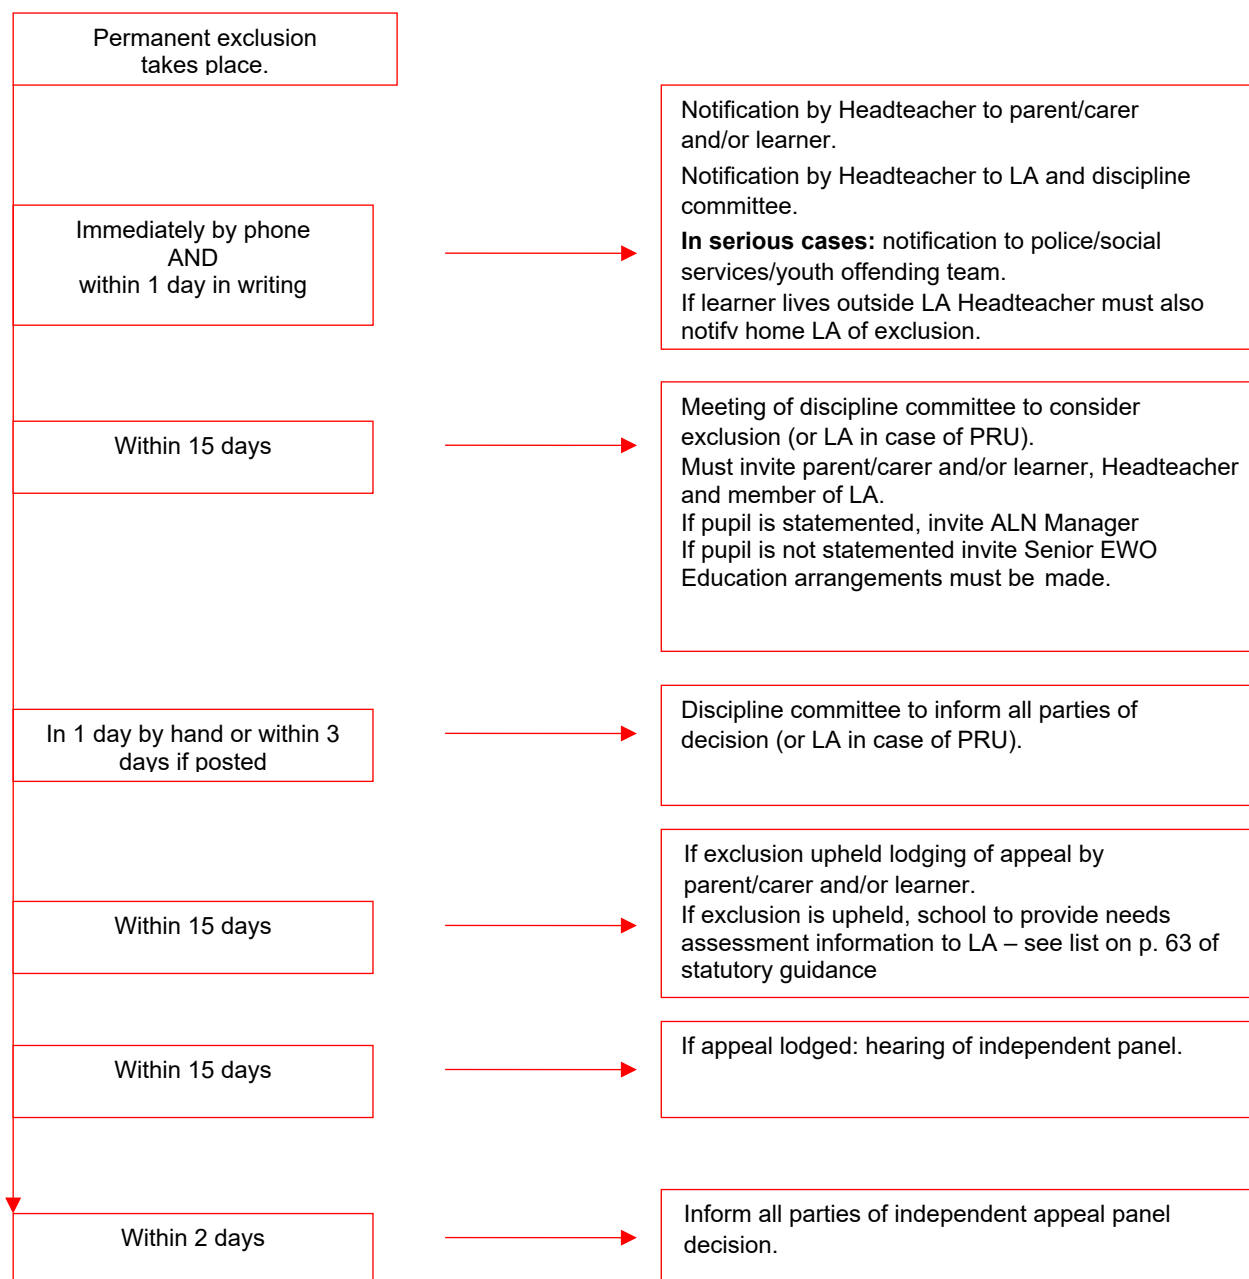 Permanent exclusion
takes place.
Notification by Headteacher to parent/carer
and/or learner.
Notification by Headteacher to LA and discipline
committee.
In serious cases: notification to police/social
services/youth offending team.
If learner lives outside LA Headteacher must also
notify home LA of exclusion.
Immediately by phone
AND
within 1 day in writing
Within 15 days
Meeting of discipline committee to consider
exclusion (or LA in case of PRU).
Must invite parent/carer and/or learner, Headteacher
and member of LA.
If pupil is statemented, invite ALN Manager
If pupil is not statemented invite Senior EWO
Education arrangements must be made.
In 1 day by hand or within 3
days if posted
Discipline committee to inform all parties of
decision (or LA in case of PRU).
Within 15 days
If exclusion upheld lodging of appeal by
parent/carer and/or learner.
If exclusion is upheld, school to provide needs
assessment information to LA – see list on p. 63 of
statutory guidance
Within 15 days
If appeal lodged: hearing of independent panel.
Within 2 days
Inform all parties of independent appeal panel
decision.